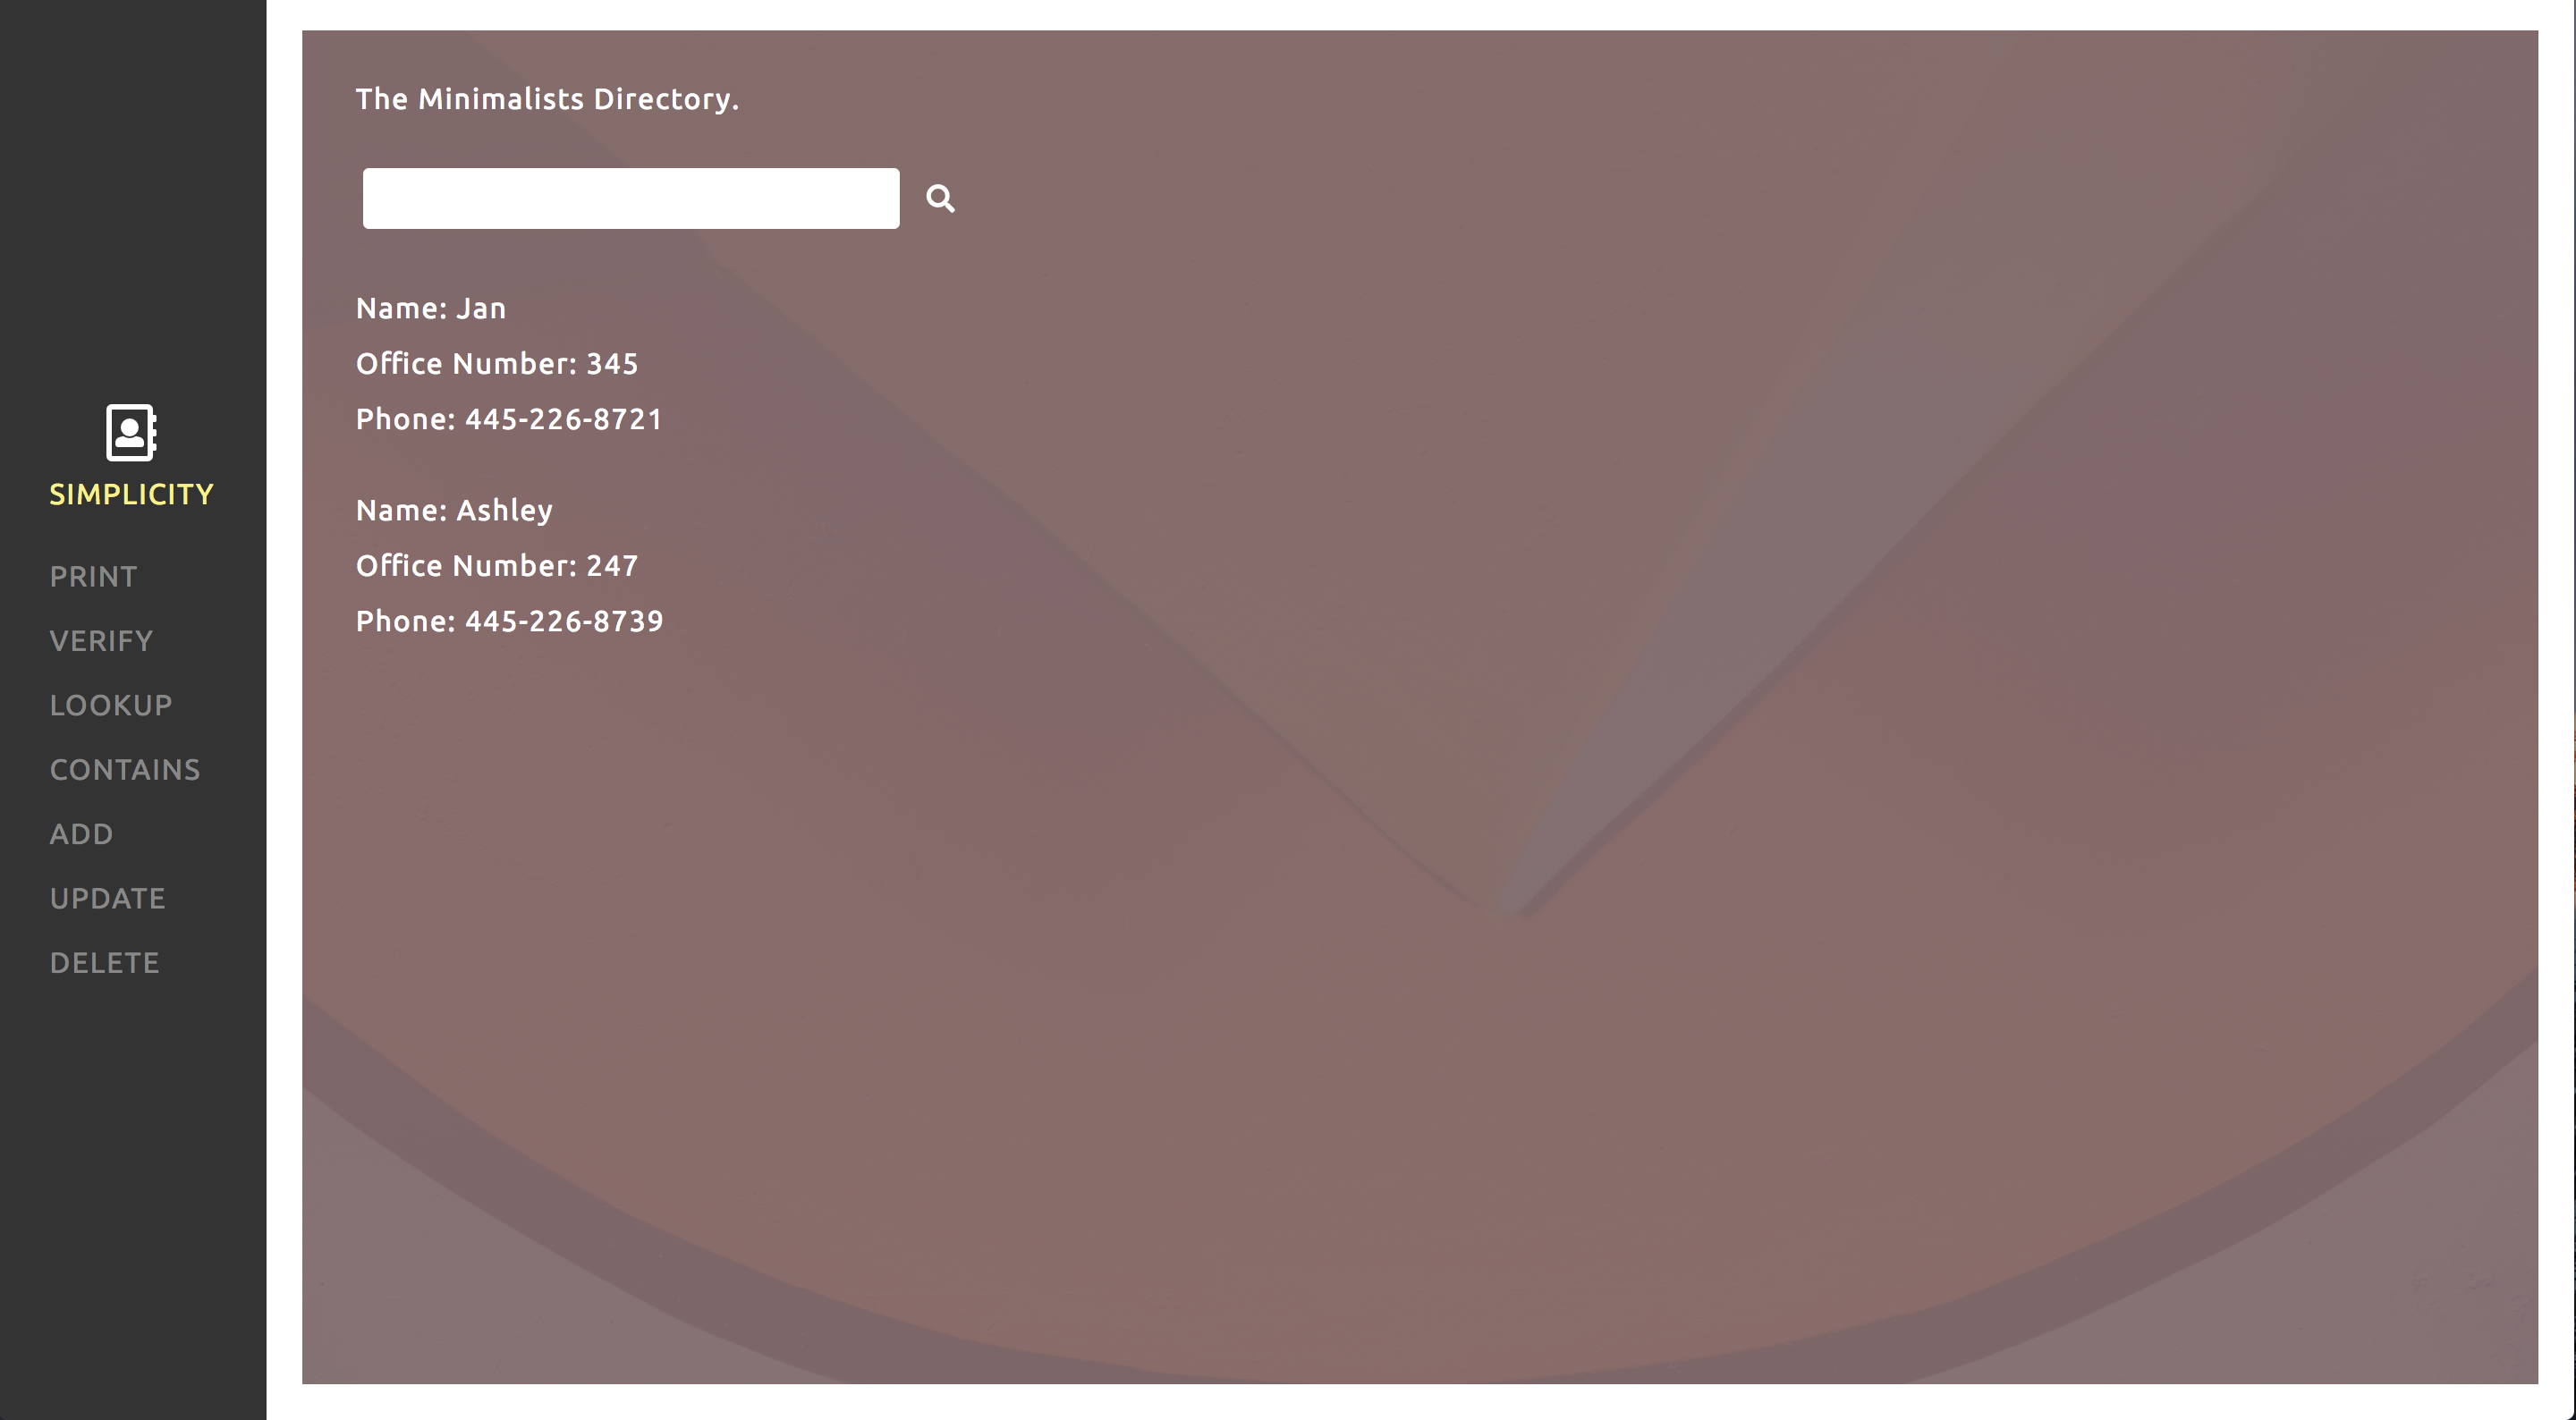 SIMPLICITY
PRINT
VERIFY
LOOKUP
CONTAINS
ADD
UPDATE
DELETE
The Minimalists Directory.
Name: Jan
Office Number: 345
Phone: 445-226-8721
Name: Ashley
Office Number: 247
Phone: 445-226-8739